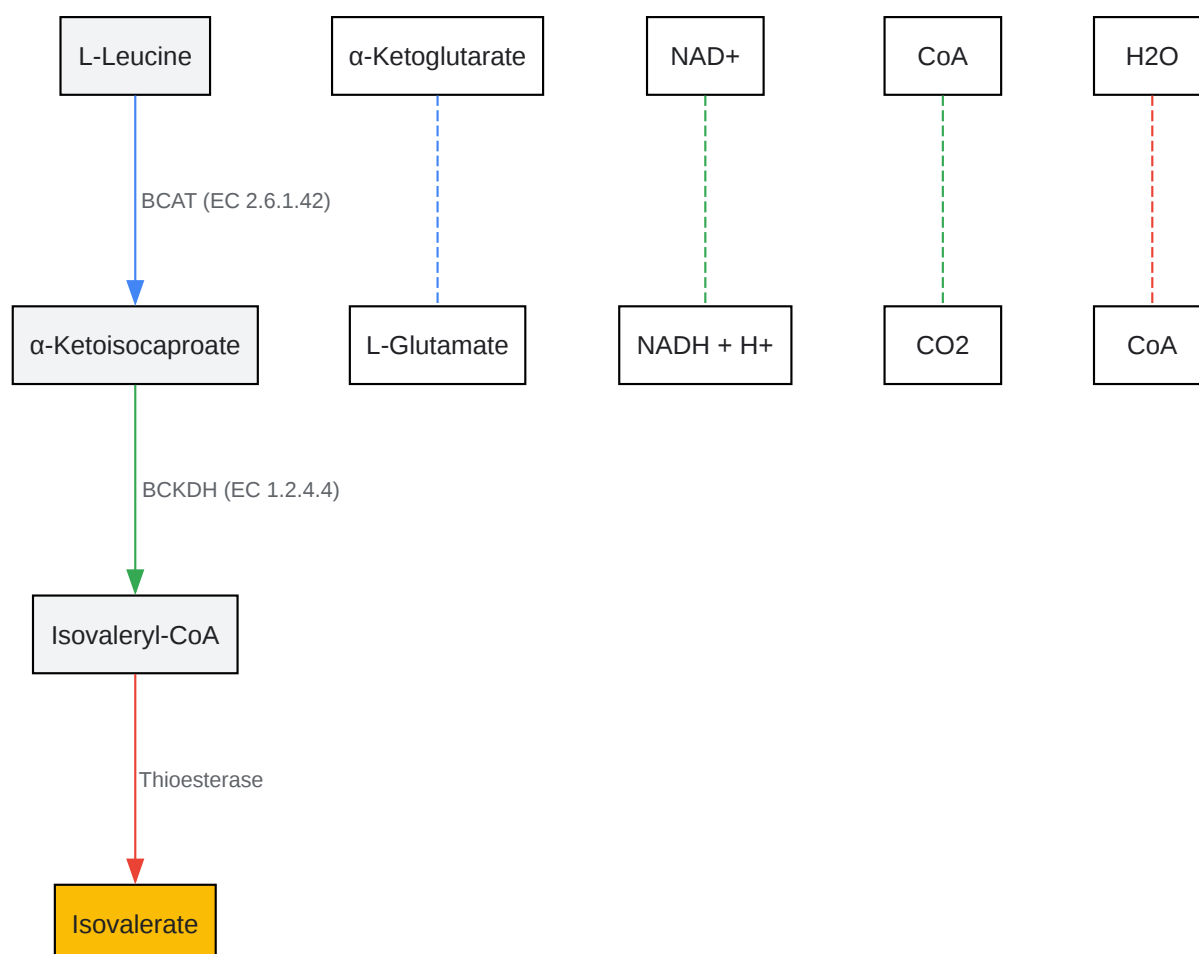 L-Leucine
α-Ketoglutarate
NAD+
CoA
H2O
BCAT (EC 2.6.1.42)
α-Ketoisocaproate
L-Glutamate
NADH + H+
CO2
CoA
BCKDH (EC 1.2.4.4)
Isovaleryl-CoA
Thioesterase
Isovalerate